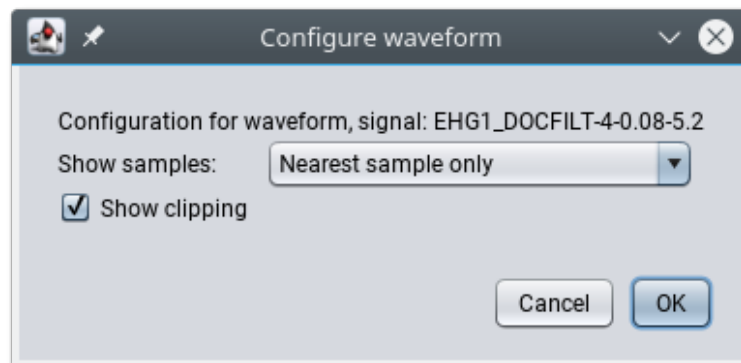 Configure waveform
Configuration for waveform, signal: EHG1_DOCFILT-4-0.08-5.2
Show samples: Nearest sample only
Show clipping
Cancel OK